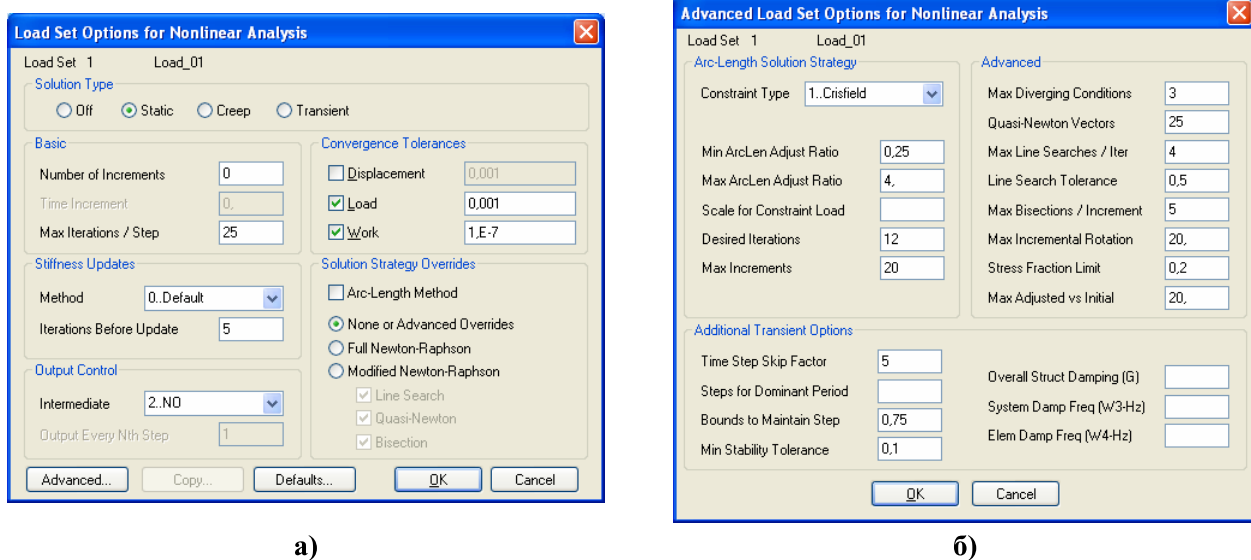 Load Set Options for Nonlinear Analysis
Load Set 1 Load_01
Solution Type
Off Static Creep Transient
Basic
Number of Increments 0
Time Increment 0,
Max Iterations / Step 25
Convergence Tolerances
Displacement 0,001
Load 0,001
Work 1,E-7
Stiffness Updates
Method 0..Default
Iterations Before Update 5
Solution Strategy Overrides
Arc-Length Method
None or Advanced Overrides
Full Newton-Raphson
Modified Newton-Raphson
Line Search
Quasi-Newton
Bisection
Output Control
Intermediate 2..NO
Output Every Nth Step 1
Advanced... Copy... Defaults... OK Cancel
а)
Advanced Load Set Options for Nonlinear Analysis
Load Set 1 Load_01
Arc-Length Solution Strategy
Constraint Type 1..Crisfield
Min ArcLen Adjust Ratio 0,25
Max ArcLen Adjust Ratio 4,
Scale for Constraint Load
Desired Iterations 12
Max Increments 20
Advanced
Max Diverging Conditions 3
Quasi-Newton Vectors 25
Max Line Searches / Iter 4
Line Search Tolerance 0,5
Max Bisections / Increment 5
Max Incremental Rotation 20,
Stress Fraction Limit 0,2
Max Adjusted vs Initial 20,
Additional Transient Options
Time Step Skip Factor 5
Steps for Dominant Period
Bounds to Maintain Step 0,75
Min Stability Tolerance 0,1
Overall Struct Damping (G)
System Damp Freq (W3-Hz)
Elem Damp Freq (W4-Hz)
OK Cancel
б)